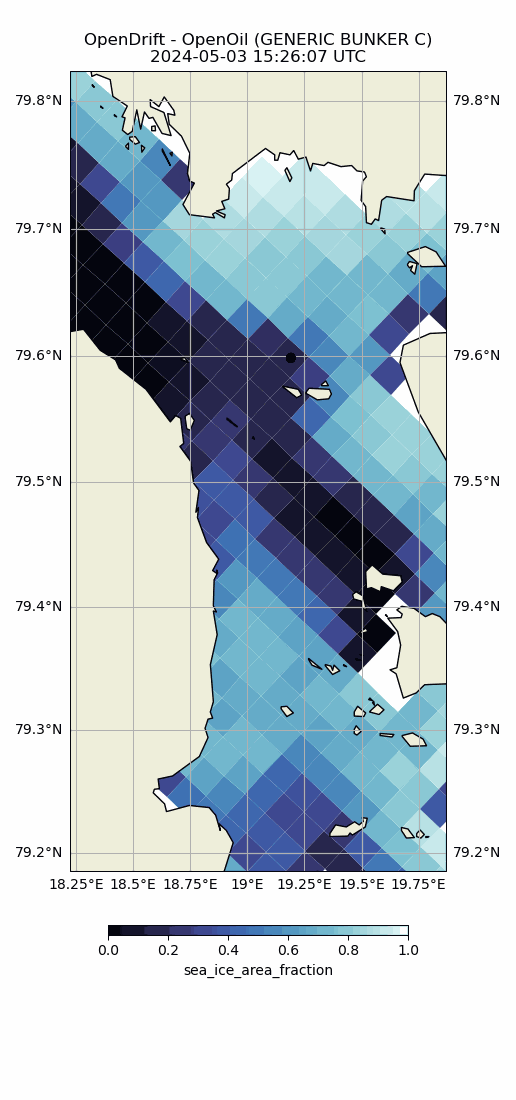 OpenDrift - OpenOil (GENERIC BUNKER C)
2024-05-03 15:26:07 UTC
79.8°N 79.8°N
79.7°N 79.7°N
79.6°N 79.6°N
79.5°N 79.5°N
79.4°N 79.4°N
79.3°N 79.3°N
79.2°N 79.2°N
18.25°E 18.5°E 18.75°E 19°E 19.25°E 19.5°E 19.75°E
0.0 0.2 0.4 0.6 0.8 1.0
sea_ice_area_fraction